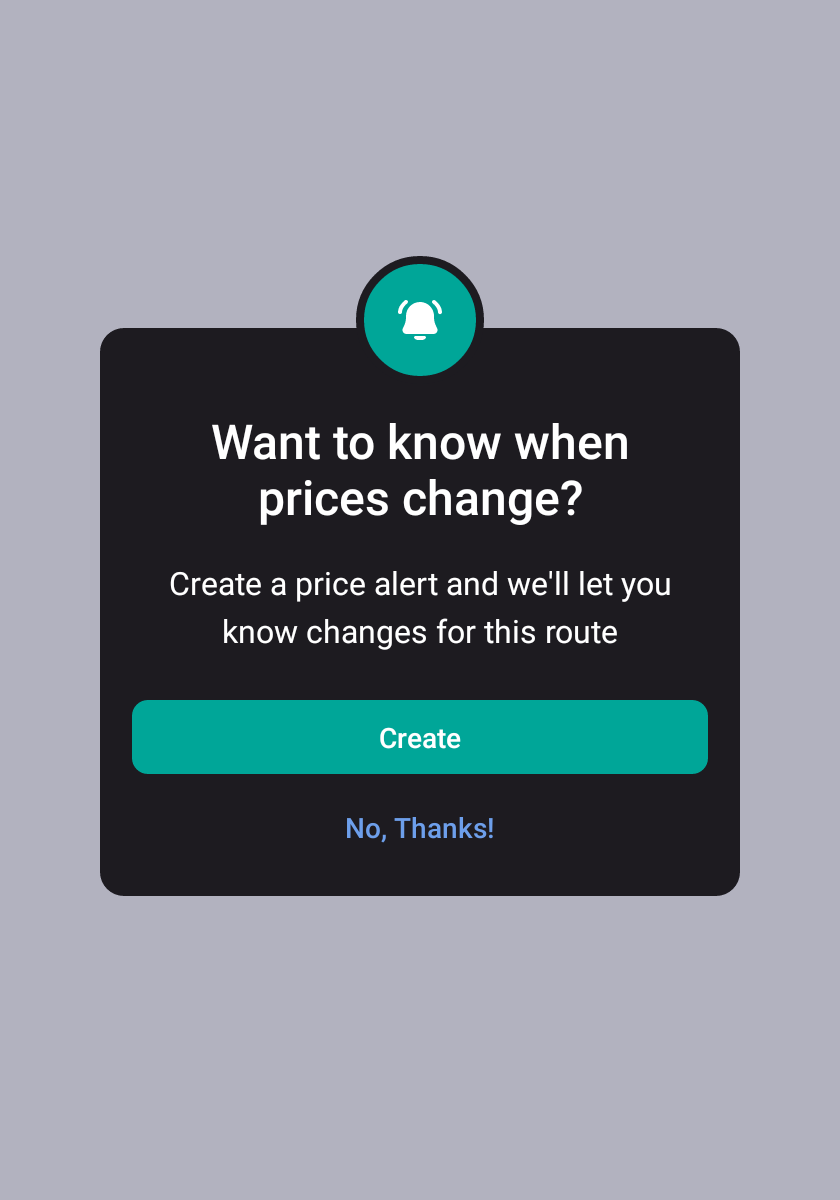 Want to know when
prices change?
Create a price alert and we'll let you
know changes for this route
Create
No, Thanks!